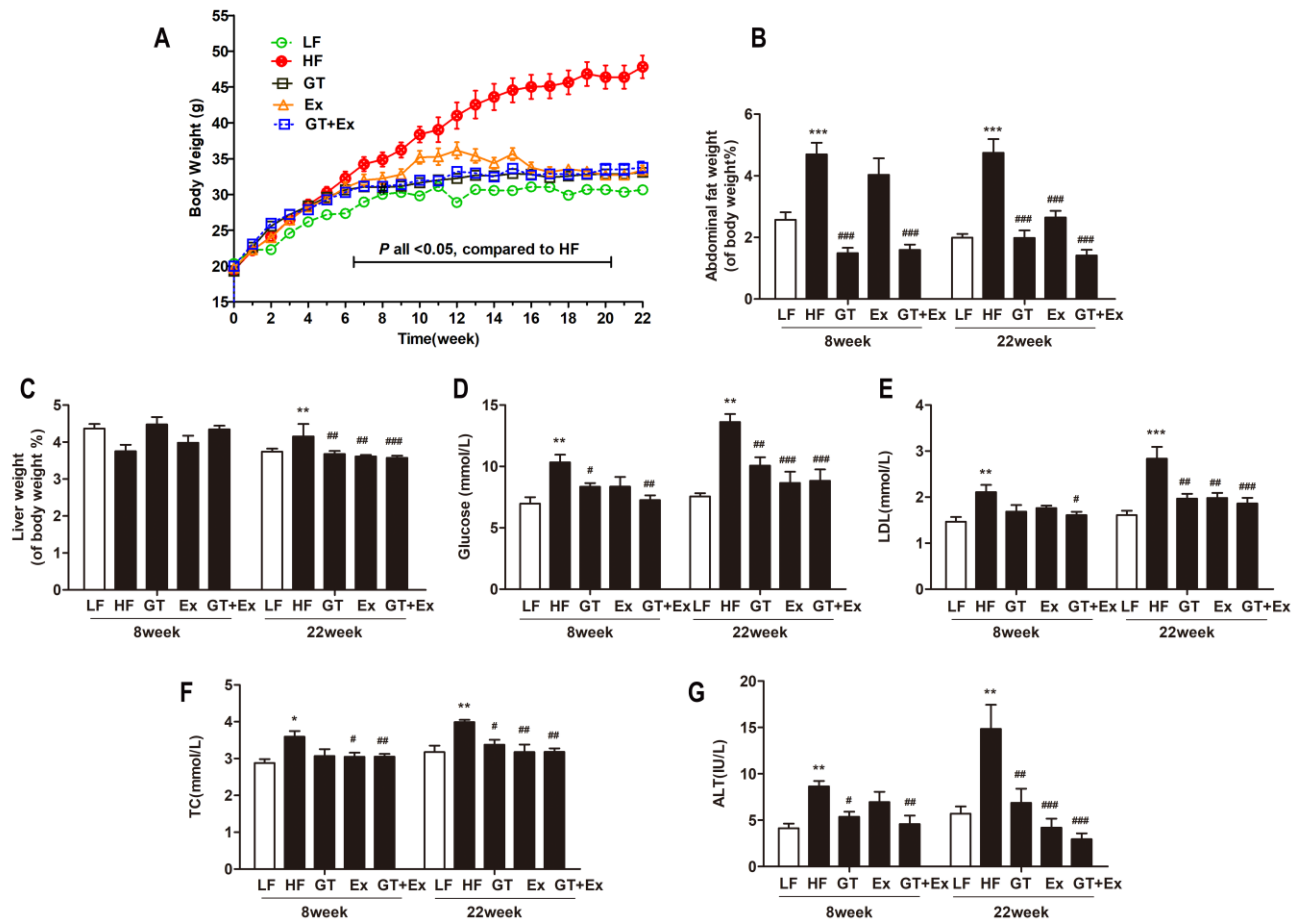 A
55
50
45
40
35
30
25
20
15
Body Weight (g)
LF
HF
GT
Ex
GT+Ex
P all <0.05, compared to HF
0 2 4 6 8 10 12 14 16 18 20 22
Time(week)
B
6
4
2
0
Abdominal fat weight
(of body weight%)
*** ### ### *** ### ### ###
LF HF GT Ex GT+Ex LF HF GT Ex GT+Ex
8week 22week
C
5
4
3
2
1
0
Liver weight
(of body weight %)
** ## ## ###
LF HF GT Ex GT+Ex LF HF GT Ex GT+Ex
8week 22week
D
15
10
5
0
Glucose (mmol/L)
** # ## ** ## ### ###
LF HF GT Ex GT+Ex LF HF GT Ex GT+Ex
8week 22week
E
4
3
2
1
0
LDL(mmol/L)
** # *** ## ## ###
LF HF GT Ex GT+Ex LF HF GT Ex GT+Ex
8week 22week
F
5
4
3
2
1
0
TC(mmol/L)
* # ## ** # ## ##
LF HF GT Ex GT+Ex LF HF GT Ex GT+Ex
8week 22week
G
20
15
10
5
0
ALT(IU/L)
** # ## ** ## ### ###
LF HF GT Ex GT+Ex LF HF GT Ex GT+Ex
8week 22week